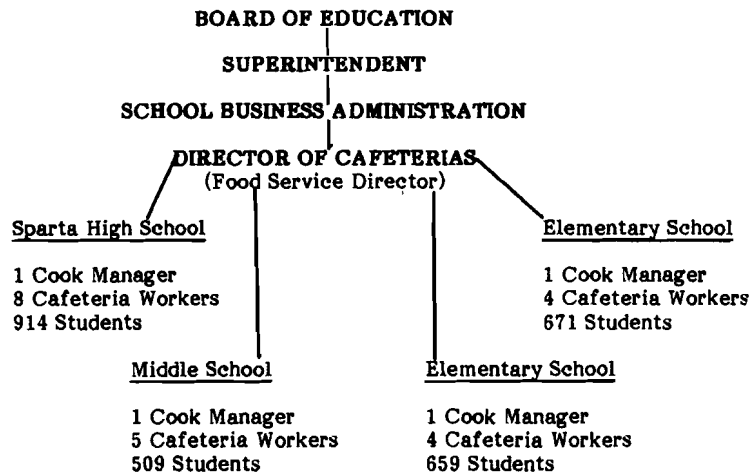 BOARD OF EDUCATION
SUPERINTENDENT
SCHOOL BUSINESS ADMINISTRATION
DIRECTOR OF CAFETERIAS
(Food Service Director)
Sparta High School
1 Cook Manager
8 Cafeteria Workers
914 Students
Elementary School
1 Cook Manager
4 Cafeteria Workers
671 Students
Middle School
1 Cook Manager
5 Cafeteria Workers
509 Students
Elementary School
1 Cook Manager
4 Cafeteria Workers
659 Students